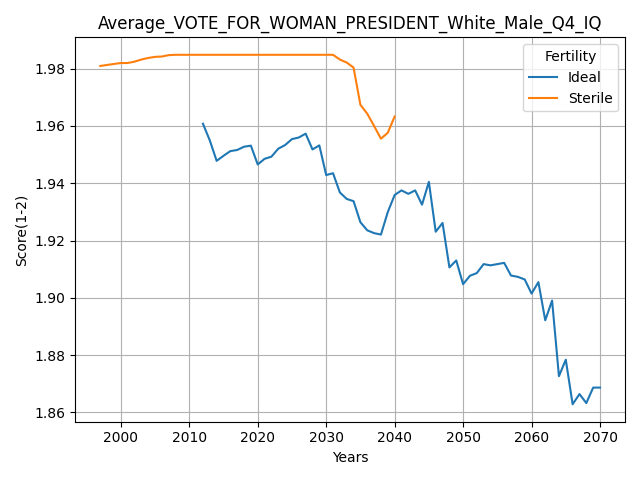 Average_VOTE_FOR_WOMAN_PRESIDENT_White_Male_Q4_IQ
Fertility
Ideal
Sterile
Score(1-2)
1.98
1.96
1.94
1.92
1.90
1.88
1.86
2000 2010 2020 2030 2040 2050 2060 2070
Years